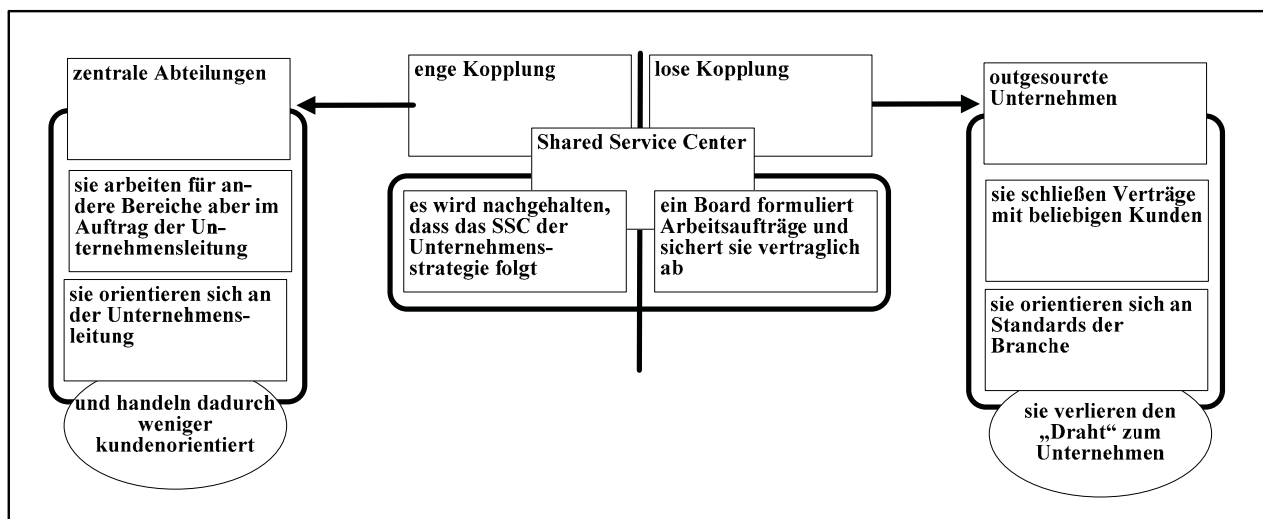 zentrale Abteilungen
sie arbeiten für an-
dere Bereiche aber im
Auftrag der Un-
ternehmensleitung
sie orientieren sich an
der Unternehmens-
leitung
und handeln dadurch
weniger
kundenorientiert
enge Kopplung
lose Kopplung
Shared Service Center
es wird nachgehalten,
dass das SSC der
Unternehmens-
strategie folgt
ein Board formuliert
Arbeitsaufträge und
sichert sie vertraglich
ab
outgesourcte
Unternehmen
sie schließen Verträge
mit beliebigen Kunden
sie orientieren sich an
Standards der
Branche
sie verlieren den
„Draht“ zum
Unternehmen